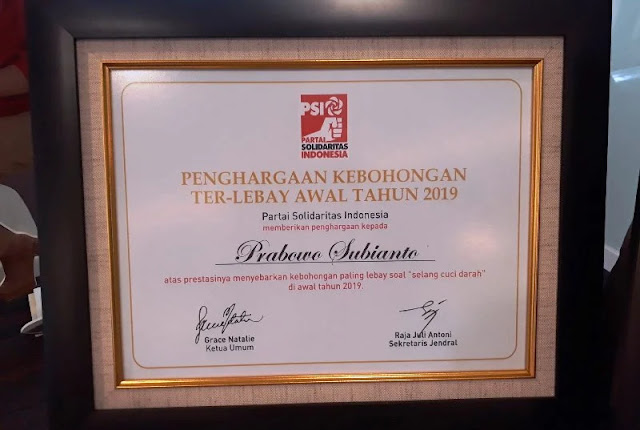 PSI
PARTAI
SOLIDARITAS
INDONESIA
PENGHARGAAN KEBOHONGAN
TER-LEBAY AWAL TAHUN 2019
Partai Solidaritas Indonesia
memberikan penghargaan kepada
Prabowo Subianto
atas prestasinya menyebarkan kebohongan paling lebay soal "selang cuci darah"
di awal tahun 2019.
Grace Natalie
Ketua Umum
Raja Juli Antoni
Sekretaris Jendral